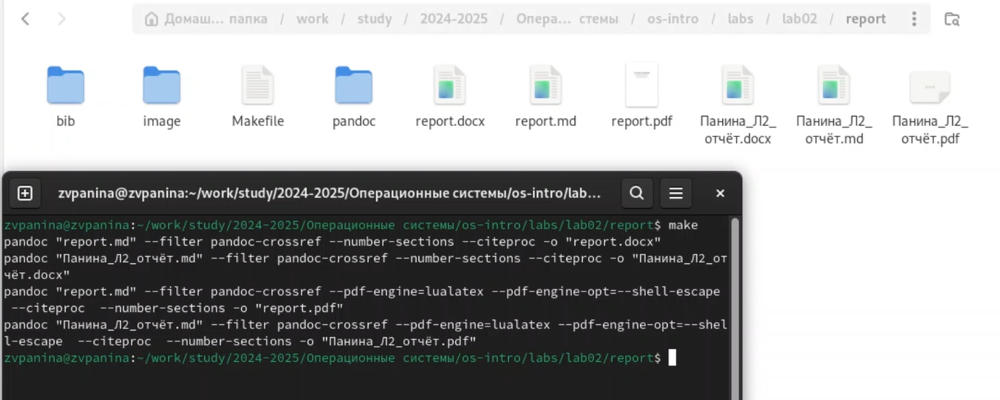 Домаш... папка / work / study / 2024-2025 / Опера... стемы / os-intro / labs / lab02 / report
bib
image
Makefile
pandoc
report.docx
report.md
report.pdf
Панина_Л2_
отчёт.docx
Панина_Л2_
отчёт.md
Панина_Л2_
отчёт.pdf
zvpanina@zvpanina:~/work/study/2024-2025/Операционные системы/os-intro/lab...
zvpanina@zvpanina:~/work/study/2024-2025/Операционные системы/os-intro/labs/lab02/report$ make
pandoc "report.md" --filter pandoc-crossref --number-sections --citeproc -o "report.docx"
pandoc "Панина_Л2_отчёт.md" --filter pandoc-crossref --number-sections --citeproc -o "Панина_Л2_от
чёт.docx"
pandoc "report.md" --filter pandoc-crossref --pdf-engine=lualatex --pdf-engine-opt=--shell-escape
 --citeproc  --number-sections -o "report.pdf"
pandoc "Панина_Л2_отчёт.md" --filter pandoc-crossref --pdf-engine=lualatex --pdf-engine-opt=--shel
l-escape  --citeproc  --number-sections -o "Панина_Л2_отчёт.pdf"
zvpanina@zvpanina:~/work/study/2024-2025/Операционные системы/os-intro/labs/lab02/report$